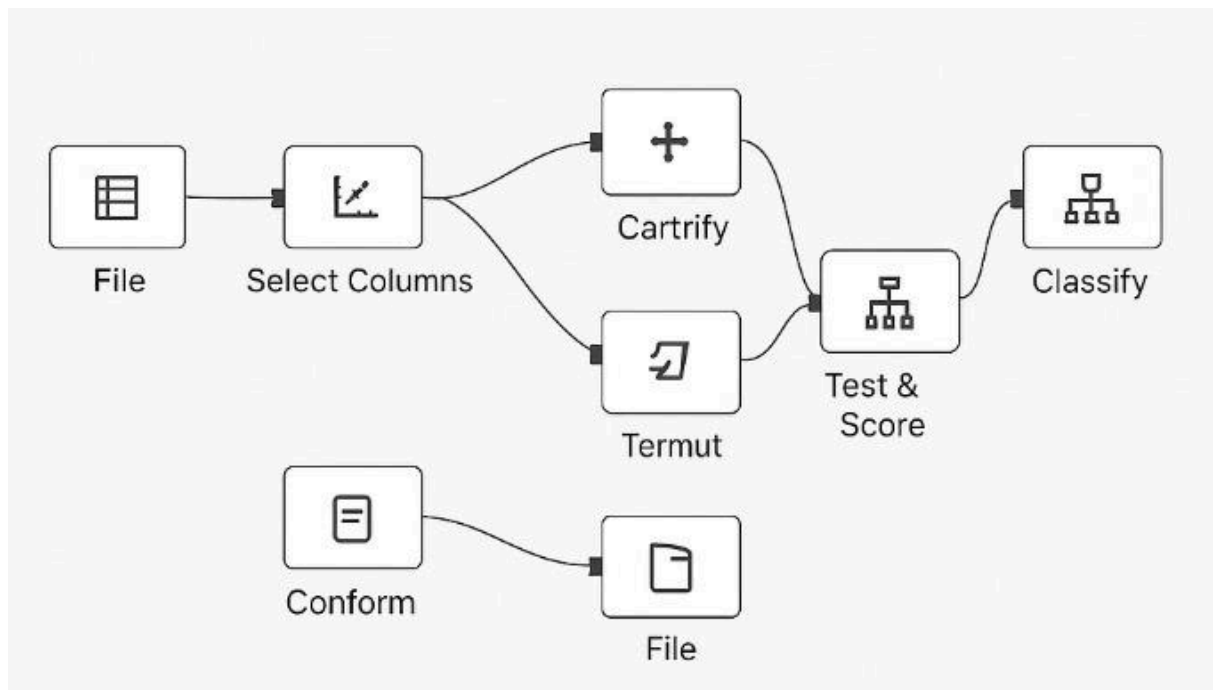 File
Select Columns
Cartrify
Termut
Test &
Score
Classify
Conform
File